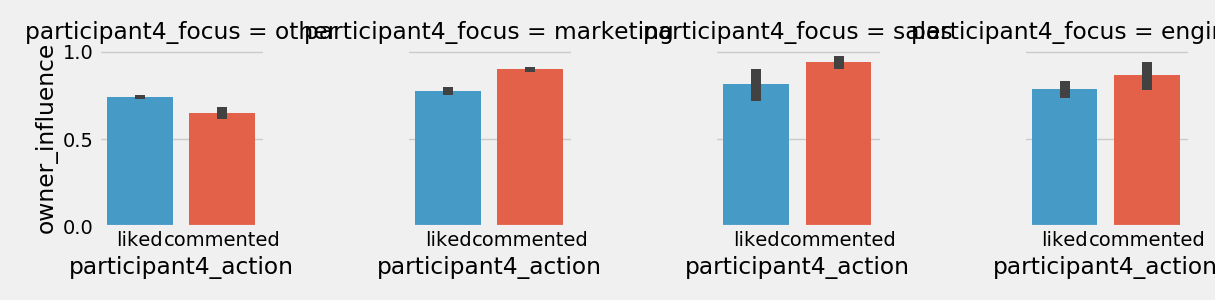 participant4_focus = other participant4_focus = marketing participant4_focus = sales participant4_focus = engin
owner_influence
1.0
0.5
0.0
liked commented liked commented liked commented liked commented
participant4_action participant4_action participant4_action participant4_action